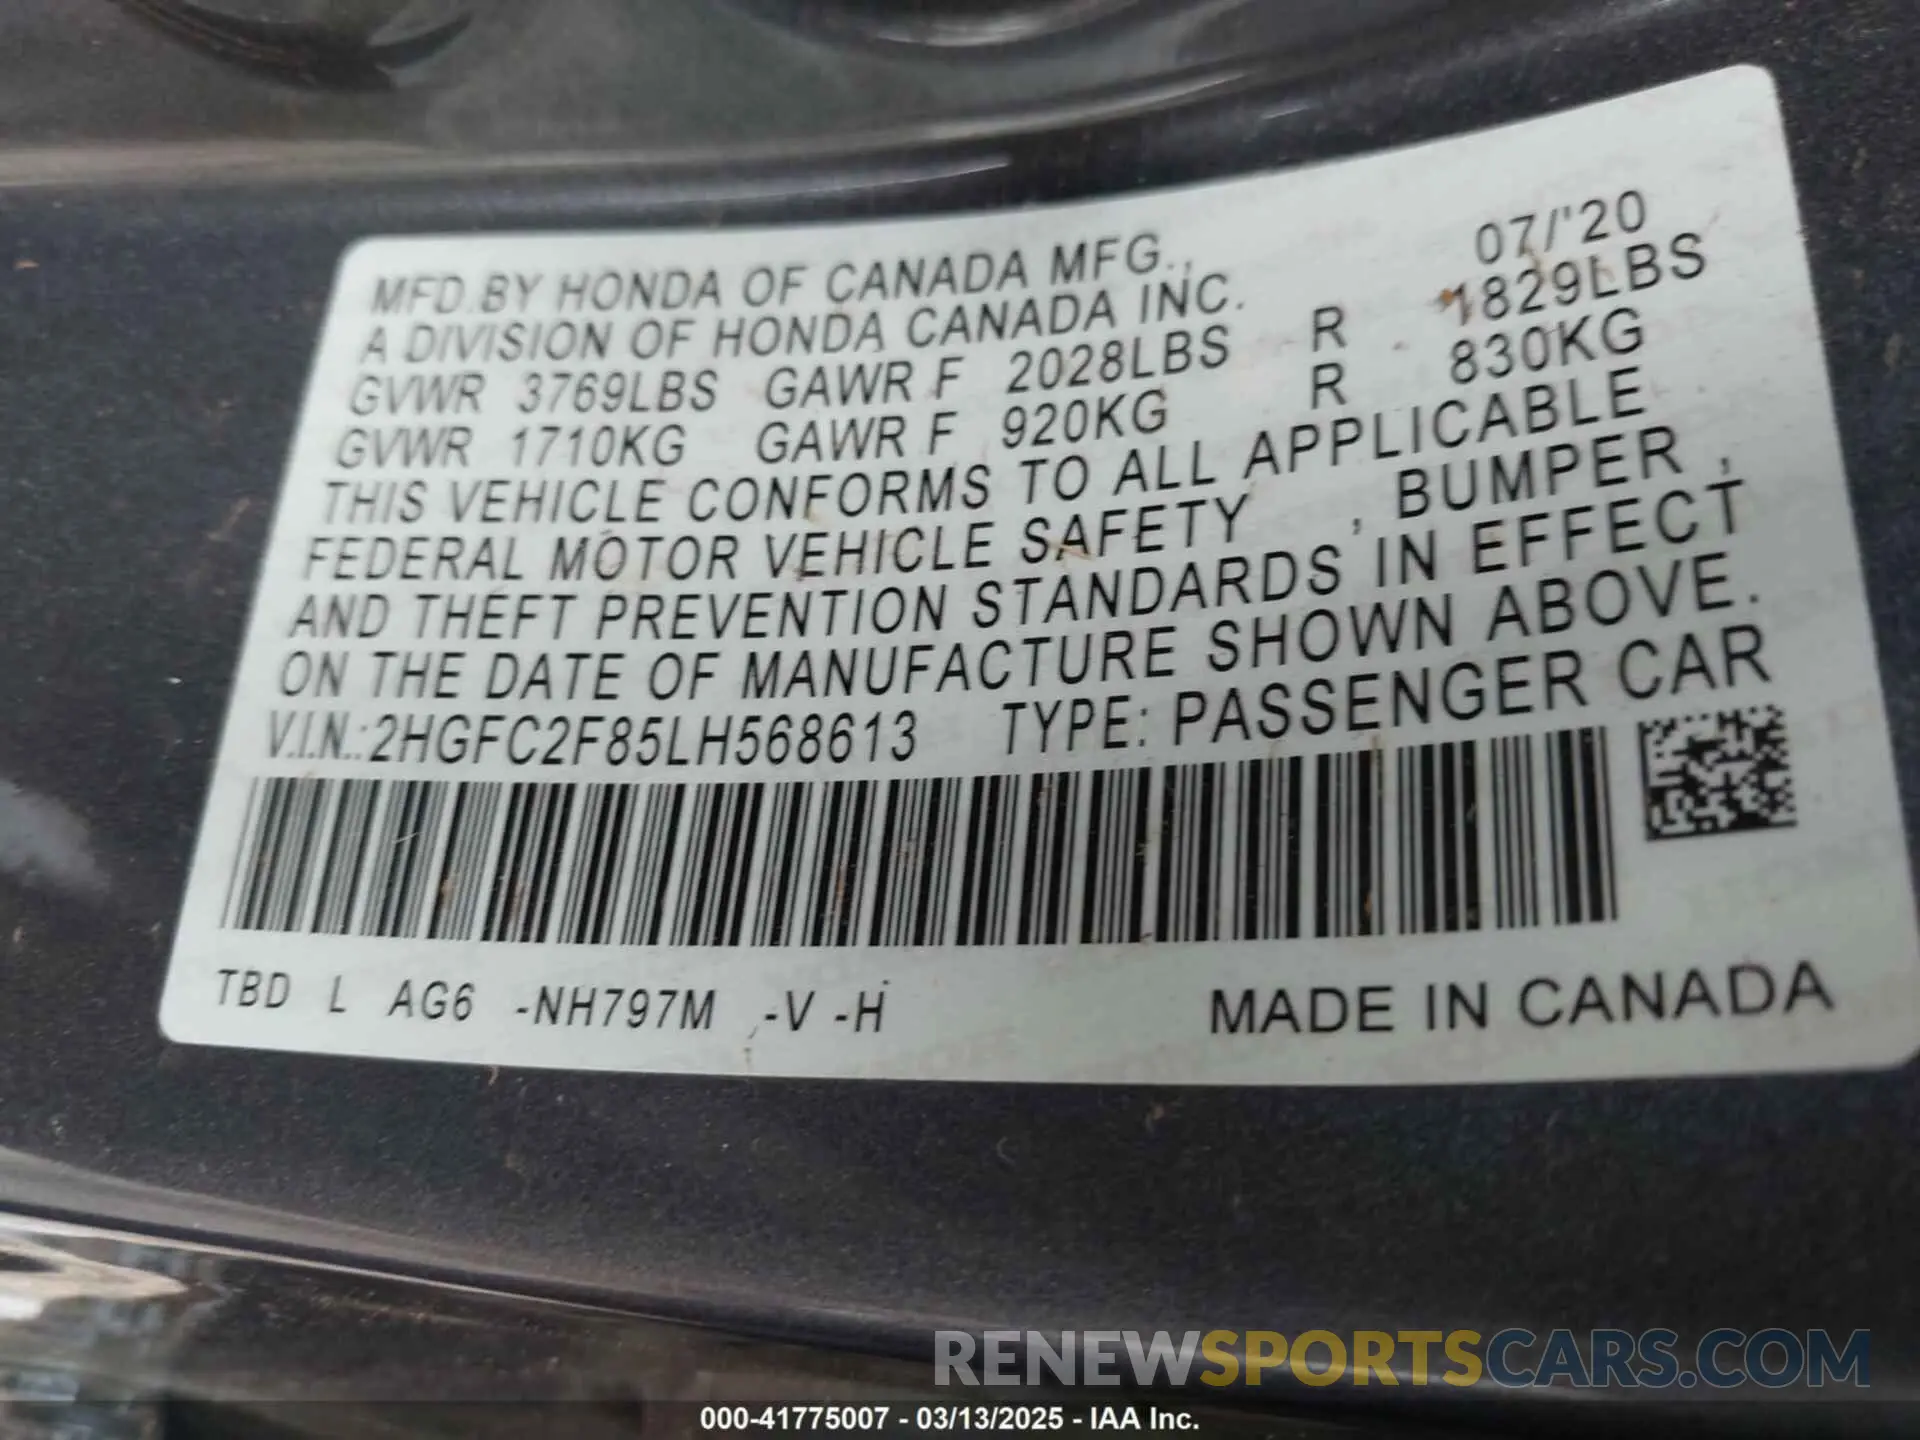 07/'20
MFD.BY HONDA OF CANADA MFG.,
A DIVISION OF HONDA CANADA INC.
GVWR 3769LBS GAWR F 2028LBS R 1829LBS
GVWR 1710KG GAWR F 920KG R 830KG
THIS VEHICLE CONFORMS TO ALL APPLICABLE
FEDERAL MOTOR VEHICLE SAFETY , BUMPER ,
AND THEFT PREVENTION STANDARDS IN EFFECT
ON THE DATE OF MANUFACTURE SHOWN ABOVE.
V.I.N.:2HGFC2F85LH568613 TYPE: PASSENGER CAR
TBD L AG6 -NH797M -V -H MADE IN CANADA
RENEWSPORTSCARS.COM
000-41775007 - 03/13/2025 - IAA Inc.